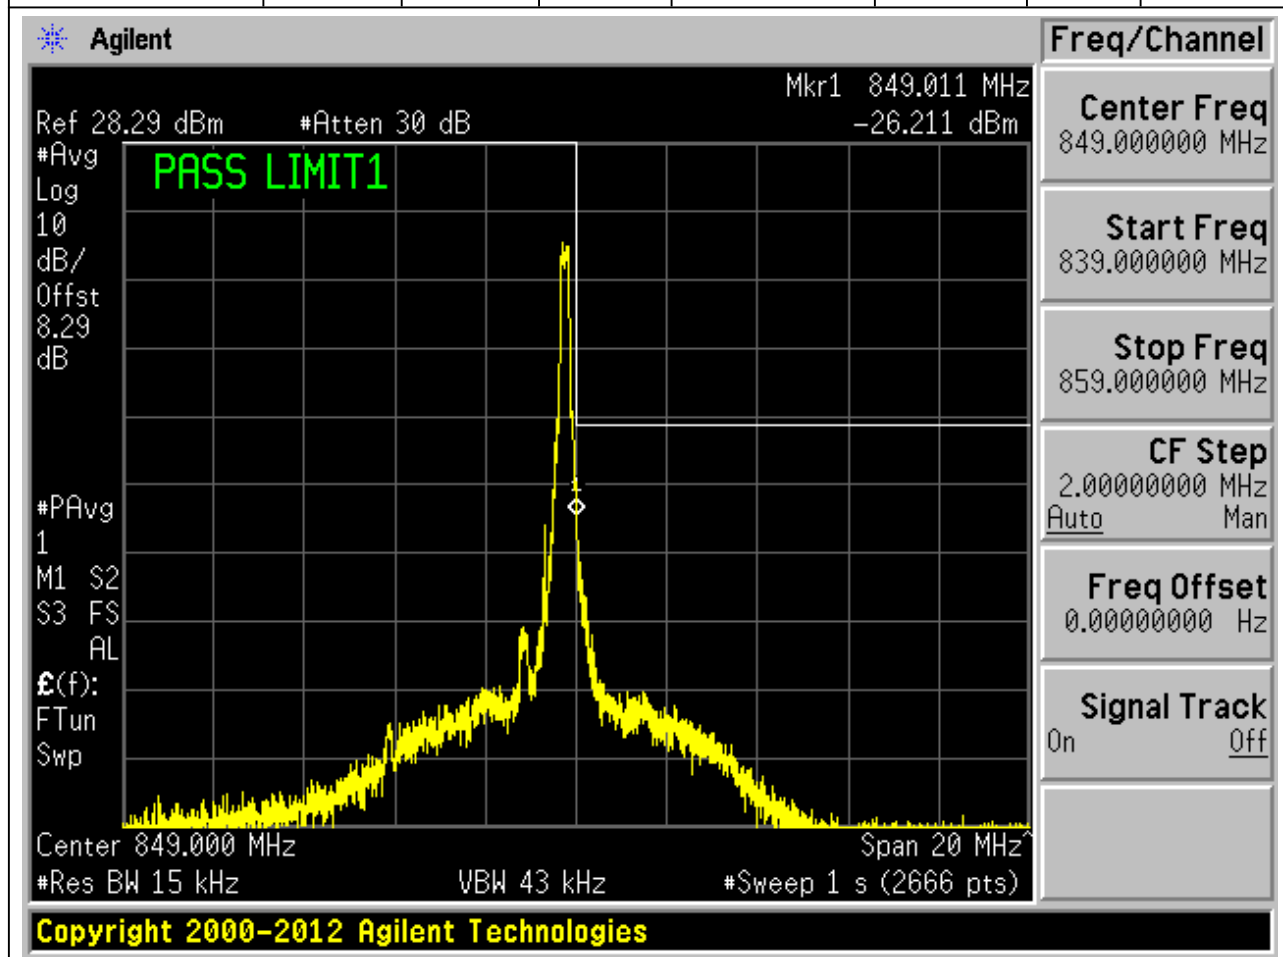 Agilent
Freq/Channel
Mkr1 849.011 MHz
Ref 28.29 dBm #Atten 30 dB -26.211 dBm
#Avg
Log
10
dB/
Offst
8.29
dB
PASS LIMIT1
1
#PAvg
1
M1 S2
S3 FS
AL
£(f):
FTun
Swp
Center 849.000 MHz Span 20 MHz^
#Res BW 15 kHz VBW 43 kHz #Sweep 1 s (2666 pts)
Center Freq
849.000000 MHz
Start Freq
839.000000 MHz
Stop Freq
859.000000 MHz
CF Step
2.00000000 MHz
Auto Man
Freq Offset
0.00000000 Hz
Signal Track
On Off
Copyright 2000-2012 Agilent Technologies